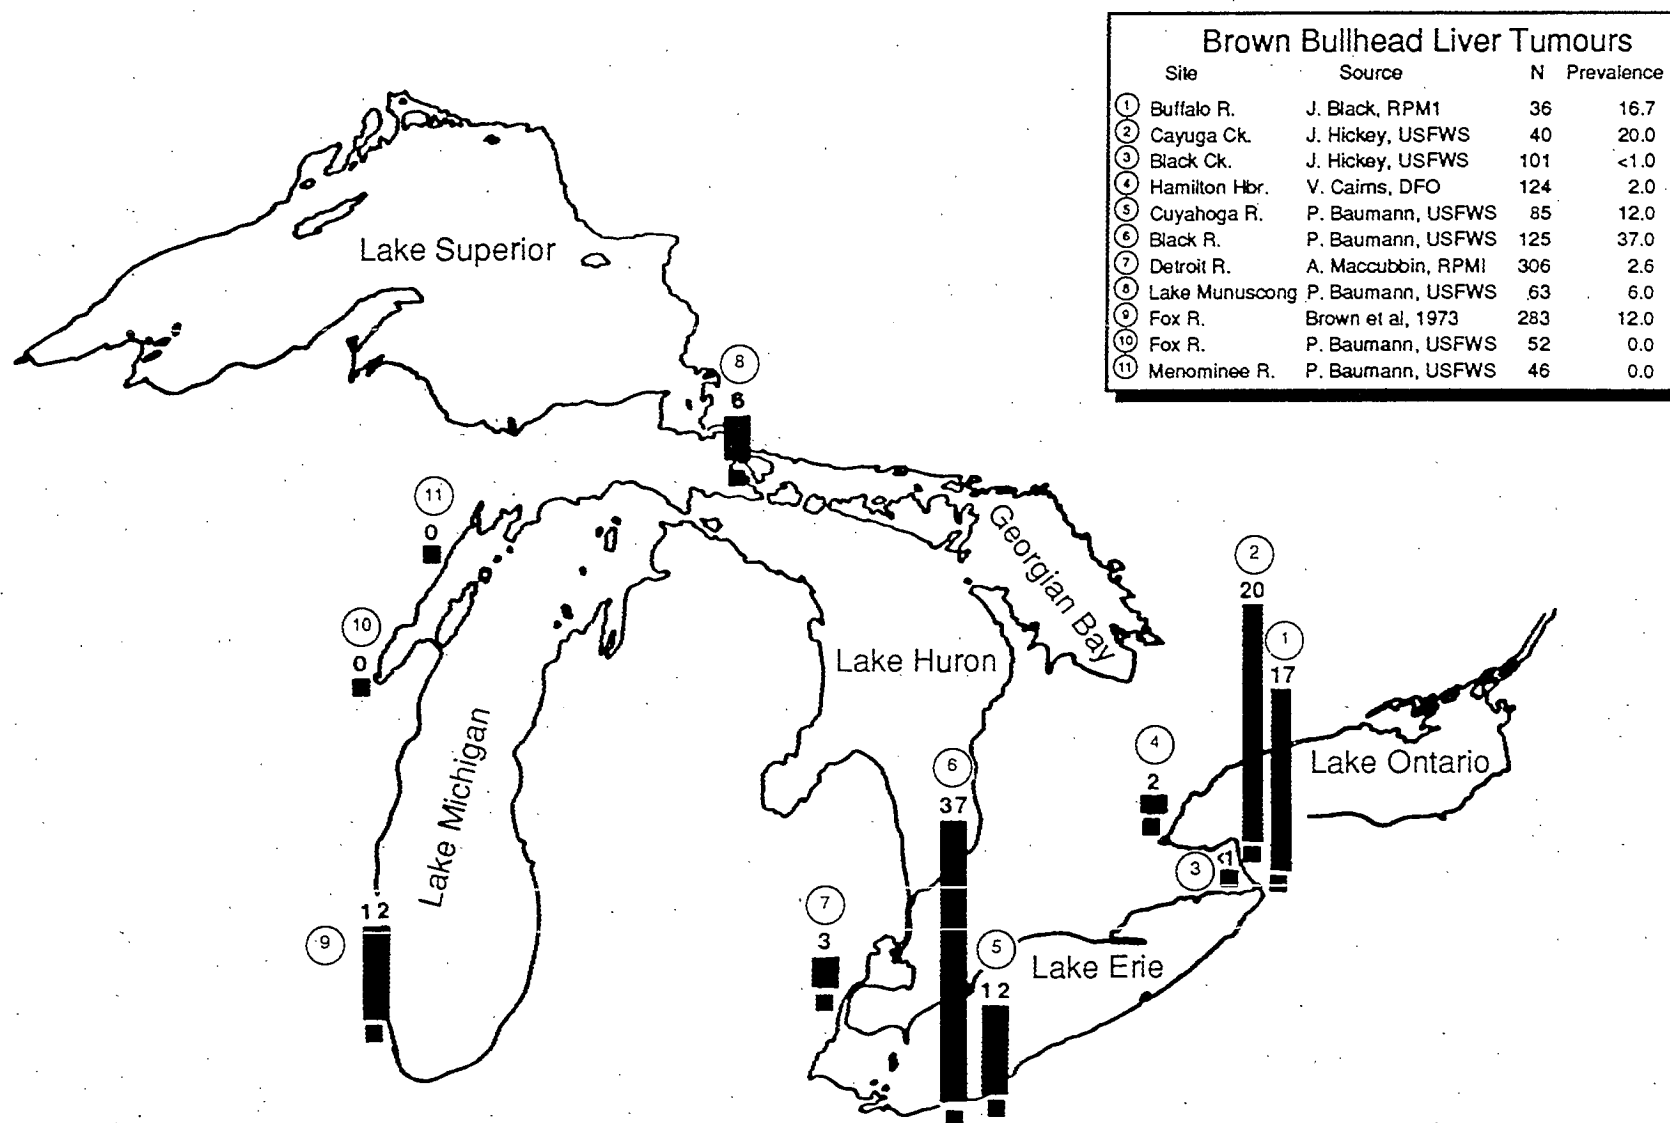 Brown Bullhead Liver Tumours
Site Source N Prevalence
1 Buffalo R. J. Black, RPM1 36 16.7
2 Cayuga Ck. J. Hickey, USFWS 40 20.0
3 Black Ck. J. Hickey, USFWS 101 <1.0
4 Hamilton Hbr. V. Cairns, DFO 124 2.0
5 Cuyahoga R. P. Baumann, USFWS 85 12.0
6 Black R. P. Baumann, USFWS 125 37.0
7 Detroit R. A. Maccubbin, RPMI 306 2.6
8 Lake Munuscong P. Baumann, USFWS 63 6.0
9 Fox R. Brown et al, 1973 283 12.0
10 Fox R. P. Baumann, USFWS 52 0.0
11 Menominee R. P. Baumann, USFWS 46 0.0
Lake Superior
8
6
11
0
Georgian Bay
2
20
10
0
1
17
Lake Huron
Lake Michigan
4
2
Lake Ontario
6
37
3
<1
9
12
7
3
5
12
Lake Erie